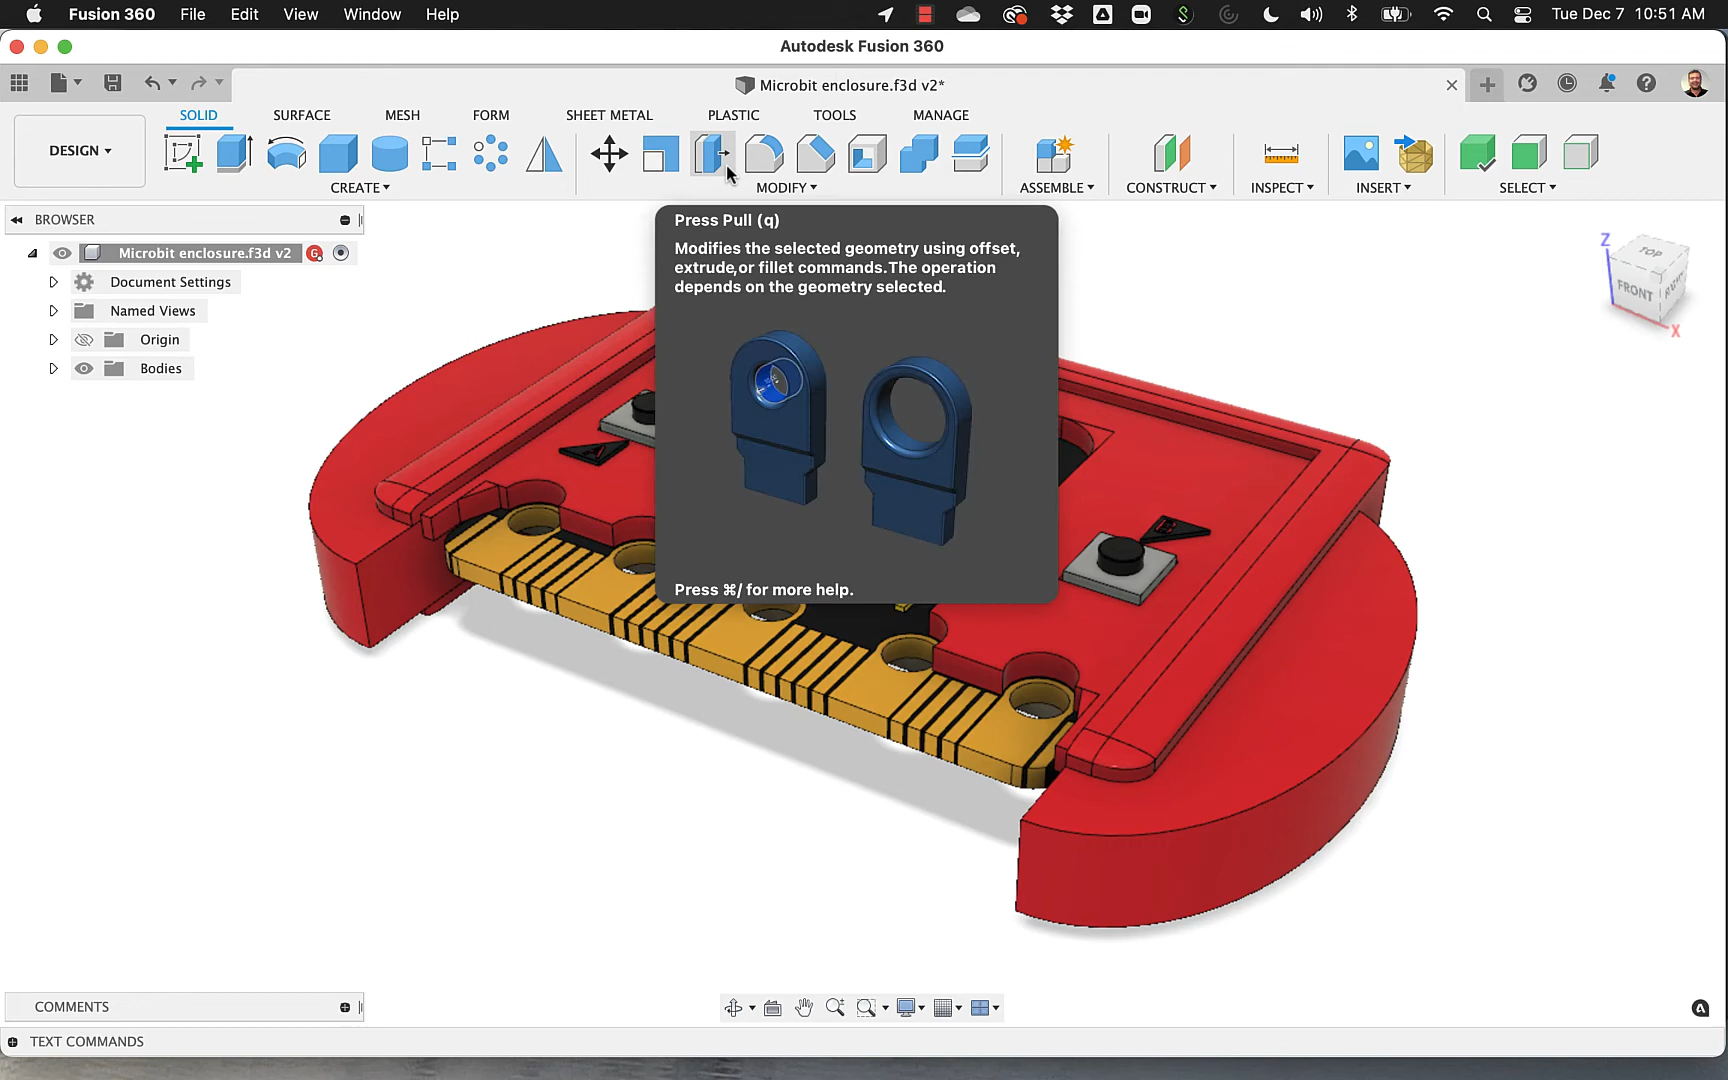 Fusion 360 File Edit View Window Help Tue Dec 7 10:51 AM
Autodesk Fusion 360
Microbit enclosure.f3d v2*
SOLID SURFACE MESH FORM SHEET METAL PLASTIC TOOLS MANAGE
DESIGN
CREATE MODIFY ASSEMBLE CONSTRUCT INSPECT INSERT SELECT
BROWSER
Microbit enclosure.f3d v2
Document Settings
Named Views
Origin
Bodies
Press Pull (q)
Modifies the selected geometry using offset,
extrude,or fillet commands.The operation
depends on the geometry selected.
Press ⌘/ for more help.
Z
TOP
FRONT
X
A
B
COMMENTS
TEXT COMMANDS